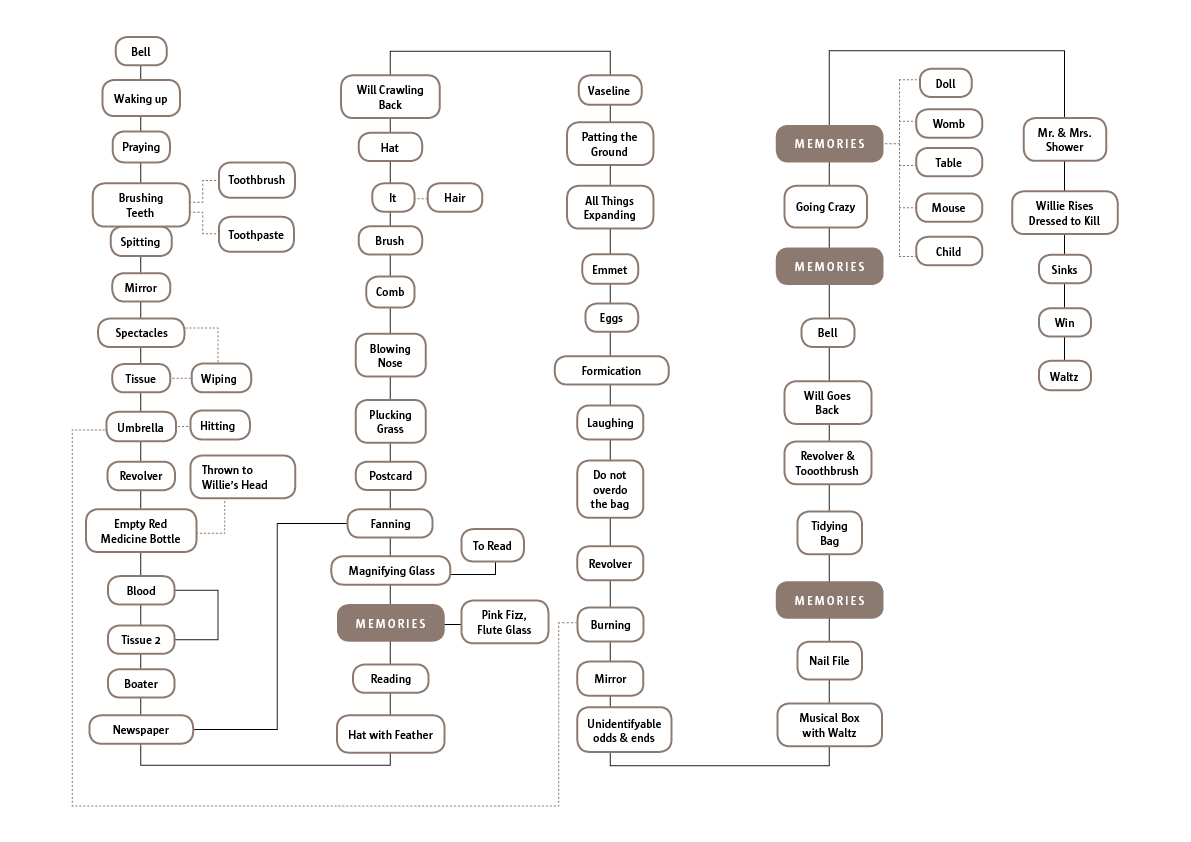 Bell
Waking up
Praying
Brushing
Teeth
Toothbrush
Toothpaste
Spitting
Mirror
Spectacles
Tissue
Wiping
Umbrella
Hitting
Revolver
Thrown to
Willie's Head
Empty Red
Medicine Bottle
Blood
Tissue 2
Boater
Newspaper
Will Crawling
Back
Hat
It
Hair
Brush
Comb
Blowing
Nose
Plucking
Grass
Postcard
Fanning
To Read
Magnifying Glass
MEMORIES
Pink Fizz,
Flute Glass
Reading
Hat with Feather
Vaseline
Patting the
Ground
All Things
Expanding
Emmet
Eggs
Formication
Laughing
Do not
overdo
the bag
Revolver
Burning
Mirror
Unidentifyable
odds & ends
MEMORIES
Doll
Womb
Table
Mouse
Child
Going Crazy
MEMORIES
Bell
Will Goes
Back
Revolver &
Tooothbrush
Tidying
Bag
MEMORIES
Nail File
Musical Box
with Waltz
Mr. & Mrs.
Shower
Willie Rises
Dressed to Kill
Sinks
Win
Waltz